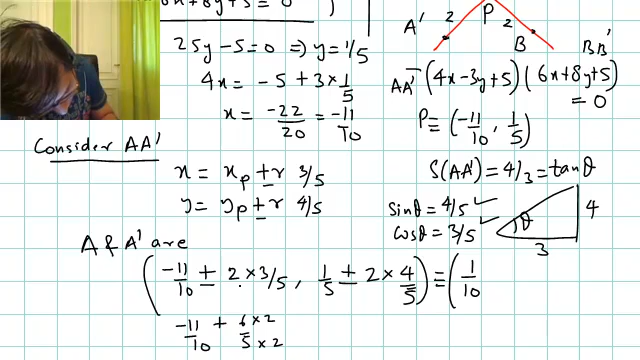 6x+8y+5=0
25y-5=0 ⇒ y=1/5
4x = -5 + 3×1/5
x = -22/20 = -11/10
Consider AA'
x = xp ± r 3/5
y = yp ± r 4/5
A & A' are
(-11/10 ± 2×3/5 , 1/5 ± 2×4/5) ≡ (1/10
-11/10 + 6×2/5×2
A' 2 P 2
B BB'
AA' (4x-3y+5)(6x+8y+5) = 0
P ≡ (-11/10, 1/5)
S(AA') = 4/3 = tanθ
sinθ = 4/5 ✓
cosθ = 3/5 ✓
θ 4
3